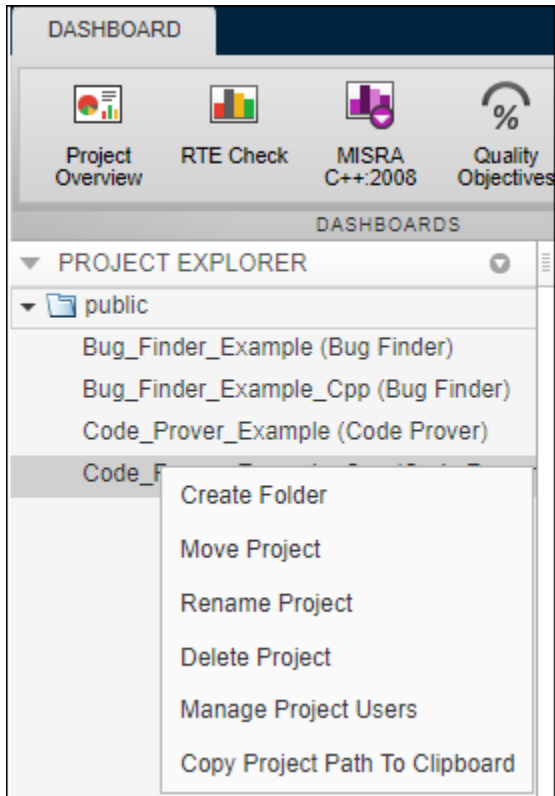 DASHBOARD
Project Overview
RTE Check
MISRA C++:2008
Quality Objectives
%
DASHBOARDS
PROJECT EXPLORER
public
Bug_Finder_Example (Bug Finder)
Bug_Finder_Example_Cpp (Bug Finder)
Code_Prover_Example (Code Prover)
Create Folder
Move Project
Rename Project
Delete Project
Manage Project Users
Copy Project Path To Clipboard